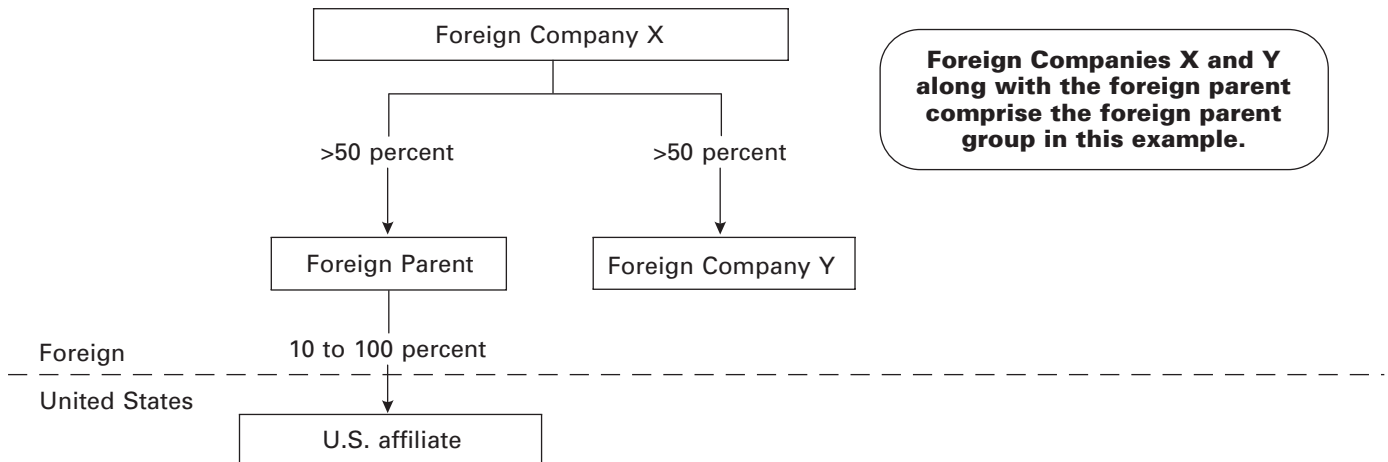 Foreign Company X
Foreign Companies X and Y
along with the foreign parent
comprise the foreign parent
group in this example.
>50 percent
>50 percent
Foreign Parent
Foreign Company Y
Foreign
10 to 100 percent
United States
U.S. affiliate